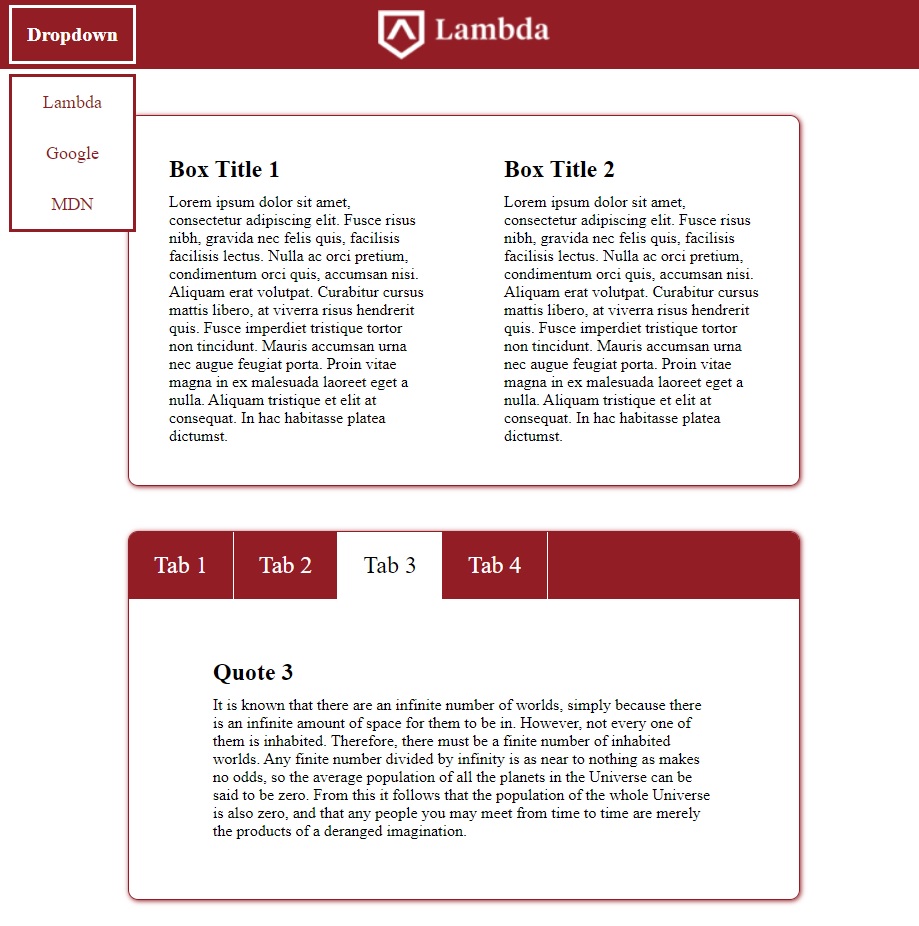 Dropdown
Lambda
Lambda
Google
MDN
Box Title 1
Lorem ipsum dolor sit amet,
consectetur adipiscing elit. Fusce risus
nibh, gravida nec felis quis, facilisis
facilisis lectus. Nulla ac orci pretium,
condimentum orci quis, accumsan nisi.
Aliquam erat volutpat. Curabitur cursus
mattis libero, at viverra risus hendrerit
quis. Fusce imperdiet tristique tortor
non tincidunt. Mauris accumsan urna
nec augue feugiat porta. Proin vitae
magna in ex malesuada laoreet eget a
nulla. Aliquam tristique et elit at
consequat. In hac habitasse platea
dictumst.
Box Title 2
Lorem ipsum dolor sit amet,
consectetur adipiscing elit. Fusce risus
nibh, gravida nec felis quis, facilisis
facilisis lectus. Nulla ac orci pretium,
condimentum orci quis, accumsan nisi.
Aliquam erat volutpat. Curabitur cursus
mattis libero, at viverra risus hendrerit
quis. Fusce imperdiet tristique tortor
non tincidunt. Mauris accumsan urna
nec augue feugiat porta. Proin vitae
magna in ex malesuada laoreet eget a
nulla. Aliquam tristique et elit at
consequat. In hac habitasse platea
dictumst.
Tab 1
Tab 2
Tab 3
Tab 4
Quote 3
It is known that there are an infinite number of worlds, simply because there
is an infinite amount of space for them to be in. However, not every one of
them is inhabited. Therefore, there must be a finite number of inhabited
worlds. Any finite number divided by infinity is as near to nothing as makes
no odds, so the average population of all the planets in the Universe can be
said to be zero. From this it follows that the population of the whole Universe
is also zero, and that any people you may meet from time to time are merely
the products of a deranged imagination.